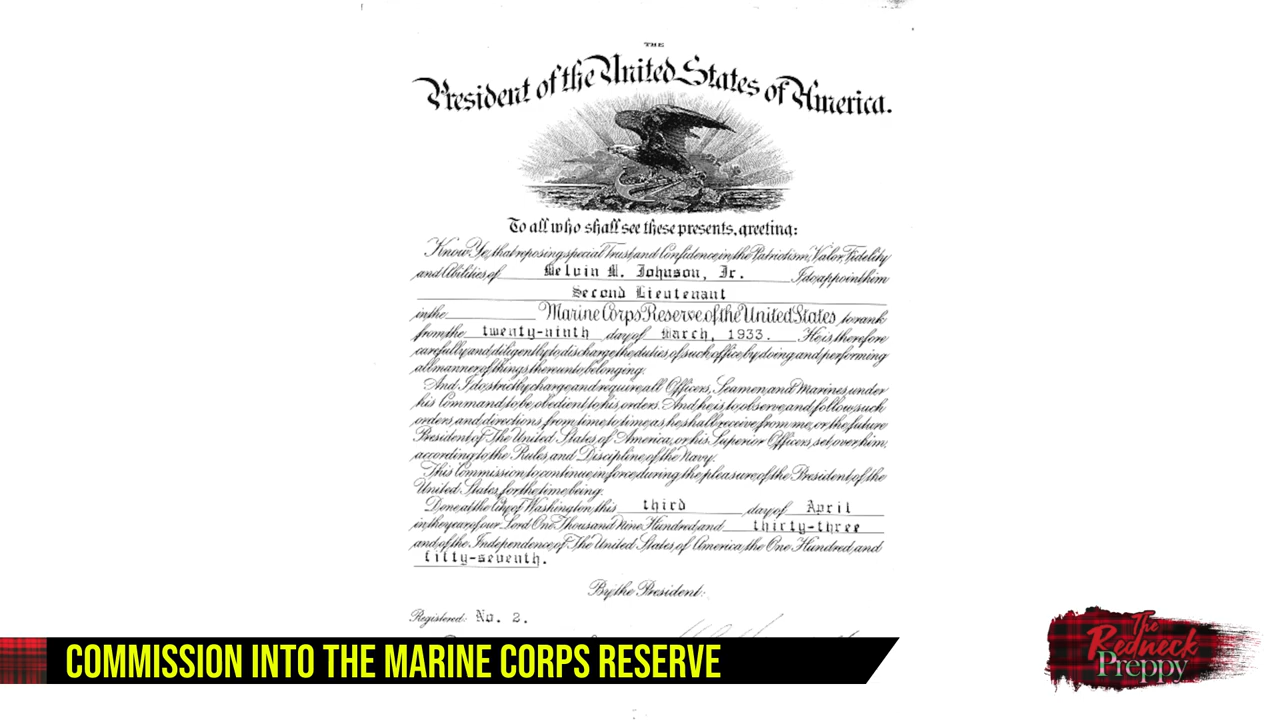 THE
President of the United States of America.
To all who shall see these presents, greeting:
Know Ye, that reposing special Trust and Confidence in the Patriotism, Valor, Fidelity
and Abilities of Melvin M. Johnson, Jr. I do appoint him
Second Lieutenant
in the Marine Corps Reserve of the United States to rank
from the twenty-ninth day of March, 1933. He is therefore
carefully and diligently to discharge the duties of such office by doing and performing
all manner of things thereunto belonging.
And I do strictly charge and require all Officers, Seamen and Marines under
his Command to be obedient to his orders. And he is to observe and follow such
orders, and directions, from time to time, as he shall receive from me, or the future
President of The United States of America, or his Superior Officers, set over him,
according to the Rules and Discipline of the Navy.
This Commission to continue in force, during the pleasure of the President of the
United States, for the time being.
Done at the City of Washington, this third day of April
in the year of our Lord One Thousand Nine Hundred and thirty-three
and of the Independence of The United States of America, the One Hundred and
fifty-seventh.
By the President:
Registered: No. 2.
COMMISSION INTO THE MARINE CORPS RESERVE
The
Redneck
Preppy